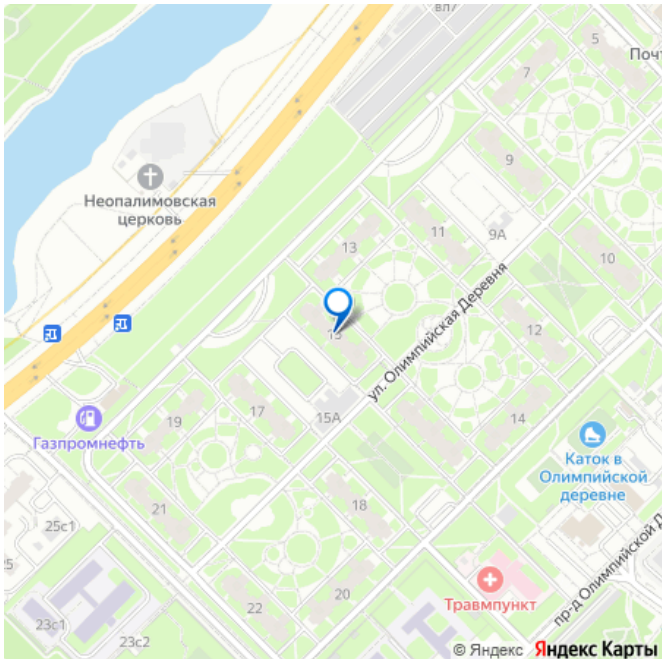 вл7
5
Почт
7
9
Неопалимовская
церковь
13
11
9А
10
15
12
ул. Олимпийская Деревня
17
15А
19
14
Газпромнефть
Каток в
Олимпийской
деревне
21
18
25с1
25
Травмпункт
пр-д Олимпийской Д
20
22
23с1
23с2
© Яндекс Яндекс Карты